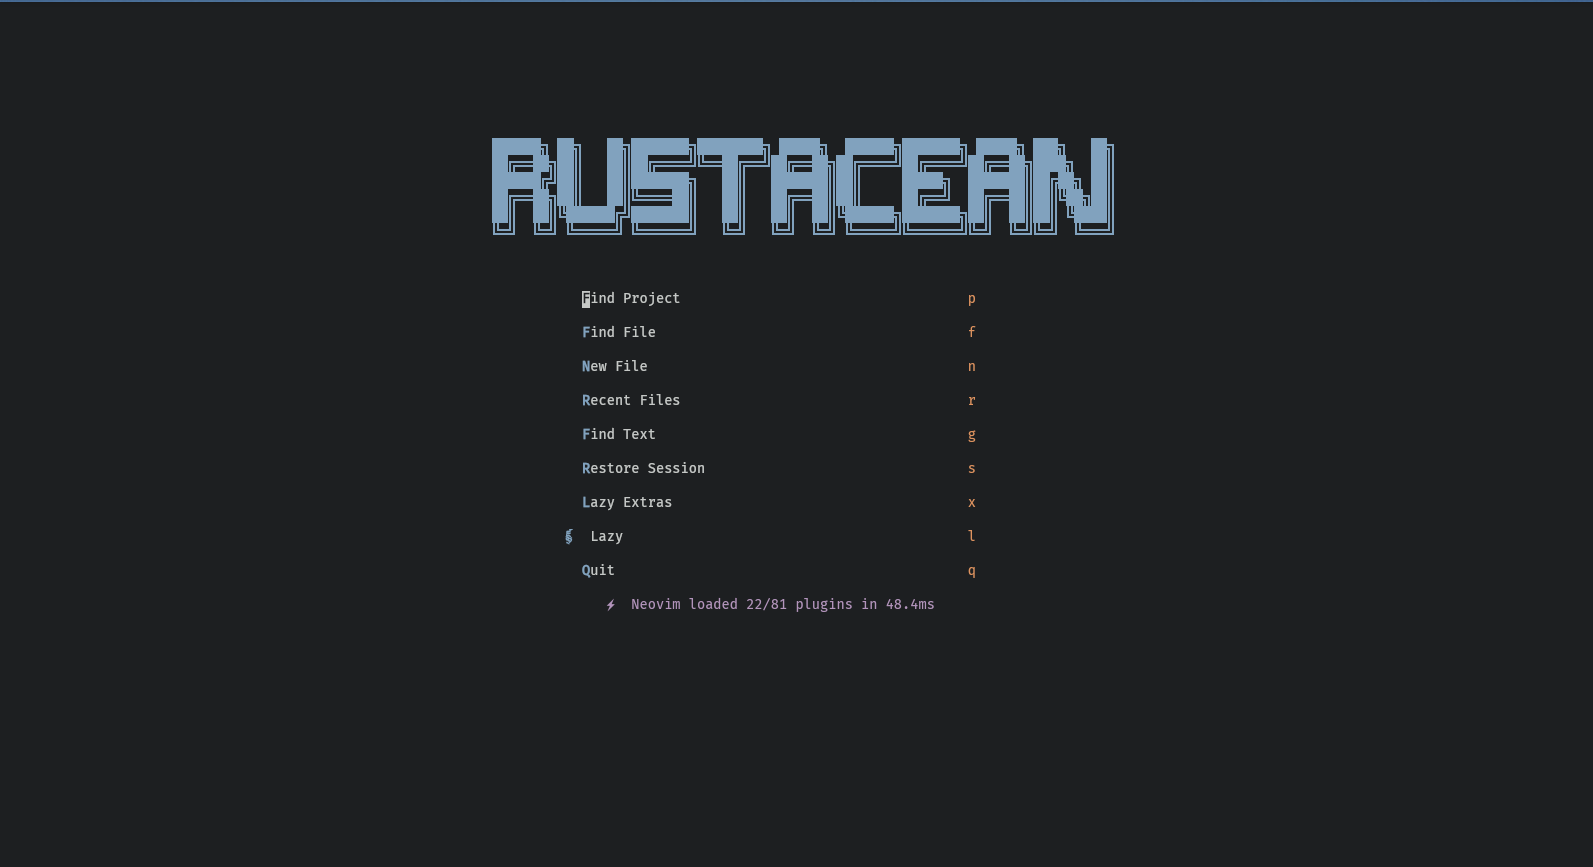 RUSTACEAN
Find Project p
Find File f
New File n
Recent Files r
Find Text g
Restore Session s
Lazy Extras x
Lazy l
Quit q
⚡ Neovim loaded 22/81 plugins in 48.4ms